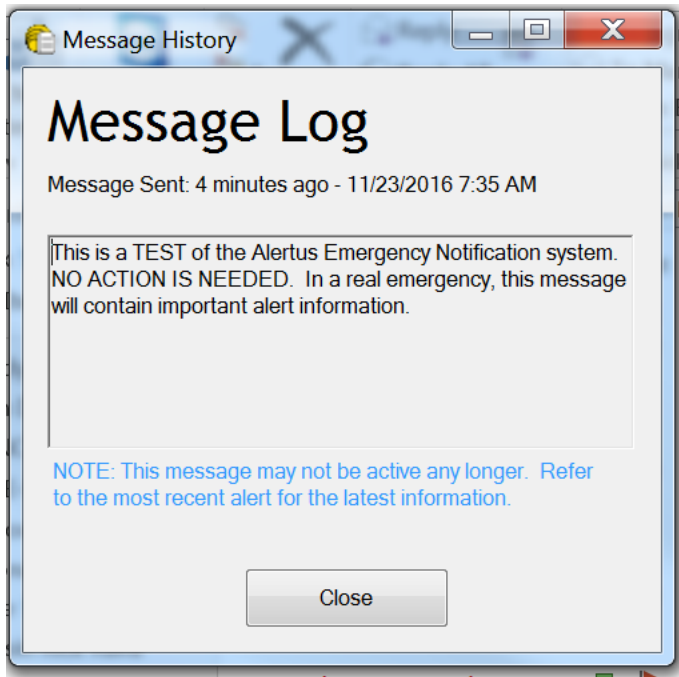 Message History
Message Log
Message Sent: 4 minutes ago - 11/23/2016 7:35 AM
This is a TEST of the Alertus Emergency Notification system.
NO ACTION IS NEEDED.  In a real emergency, this message
will contain important alert information.
NOTE: This message may not be active any longer.  Refer
to the most recent alert for the latest information.
Close